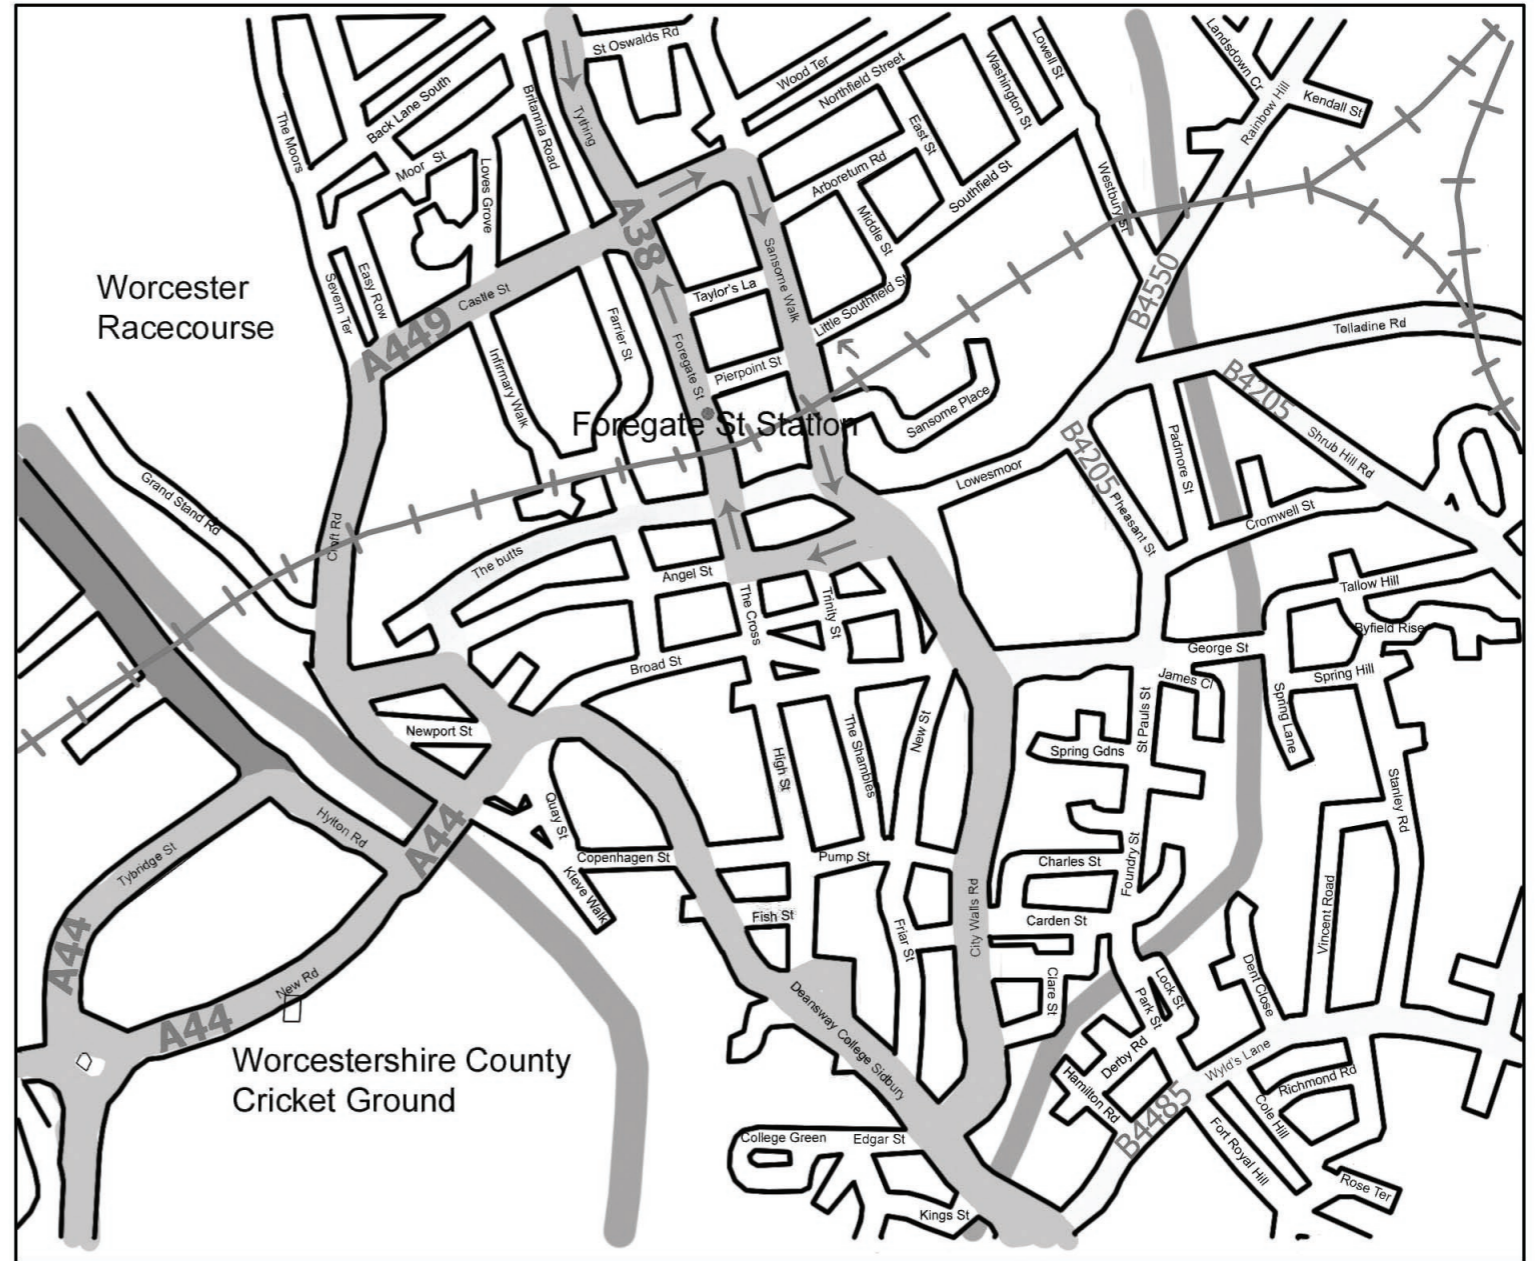 St Oswalds Rd
Wood Ter
Northfield Street
Washington St
Lowell St
Landsdown Cr
Rainbow Hill
Kendall St
The Moors
Back Lane South
Britannia Road
Tything
Moor St
Loves Grove
East St
Arboretum Rd
Southfield St
Middle St
Westbury St
A38
Worcester
Racecourse
Severn Ter
Easy Row
Castle St
A449
Farrier St
Taylor's La
Sansome Walk
Little Southfield St
B4550
Tolladine Rd
Infirmary Walk
Foregate St
Pierpoint St
Sansome Place
B4205
Shrub Hill Rd
Foregate St Station
B4205
Padmore St
Pheasant St
Lowesmoor
Cromwell St
Grand Stand Rd
Croft Rd
The butts
Angel St
The Cross
Trinity St
Tallow Hill
Byfield Rise
George St
Broad St
Spring Hill
James Cl
Spring Lane
St Pauls St
Newport St
High St
The Shambles
New St
Spring Gdns
Stanley Rd
Quay St
A44
Hylton Rd
Tybridge St
Copenhagen St
Kleve Walk
Pump St
Charles St
Foundry St
Fish St
Friar St
City Walls Rd
Carden St
Vincent Road
A44
New Rd
A44
Clare St
Lock St
Park St
Dent Close
Deansway College Sidbury
Worcestershire County
Cricket Ground
Derby Rd
Hamilton Rd
Wyld's Lane
Richmond Rd
Cole Hill
B4485
Fort Royal Hill
College Green
Edgar St
Rose Ter
Kings St